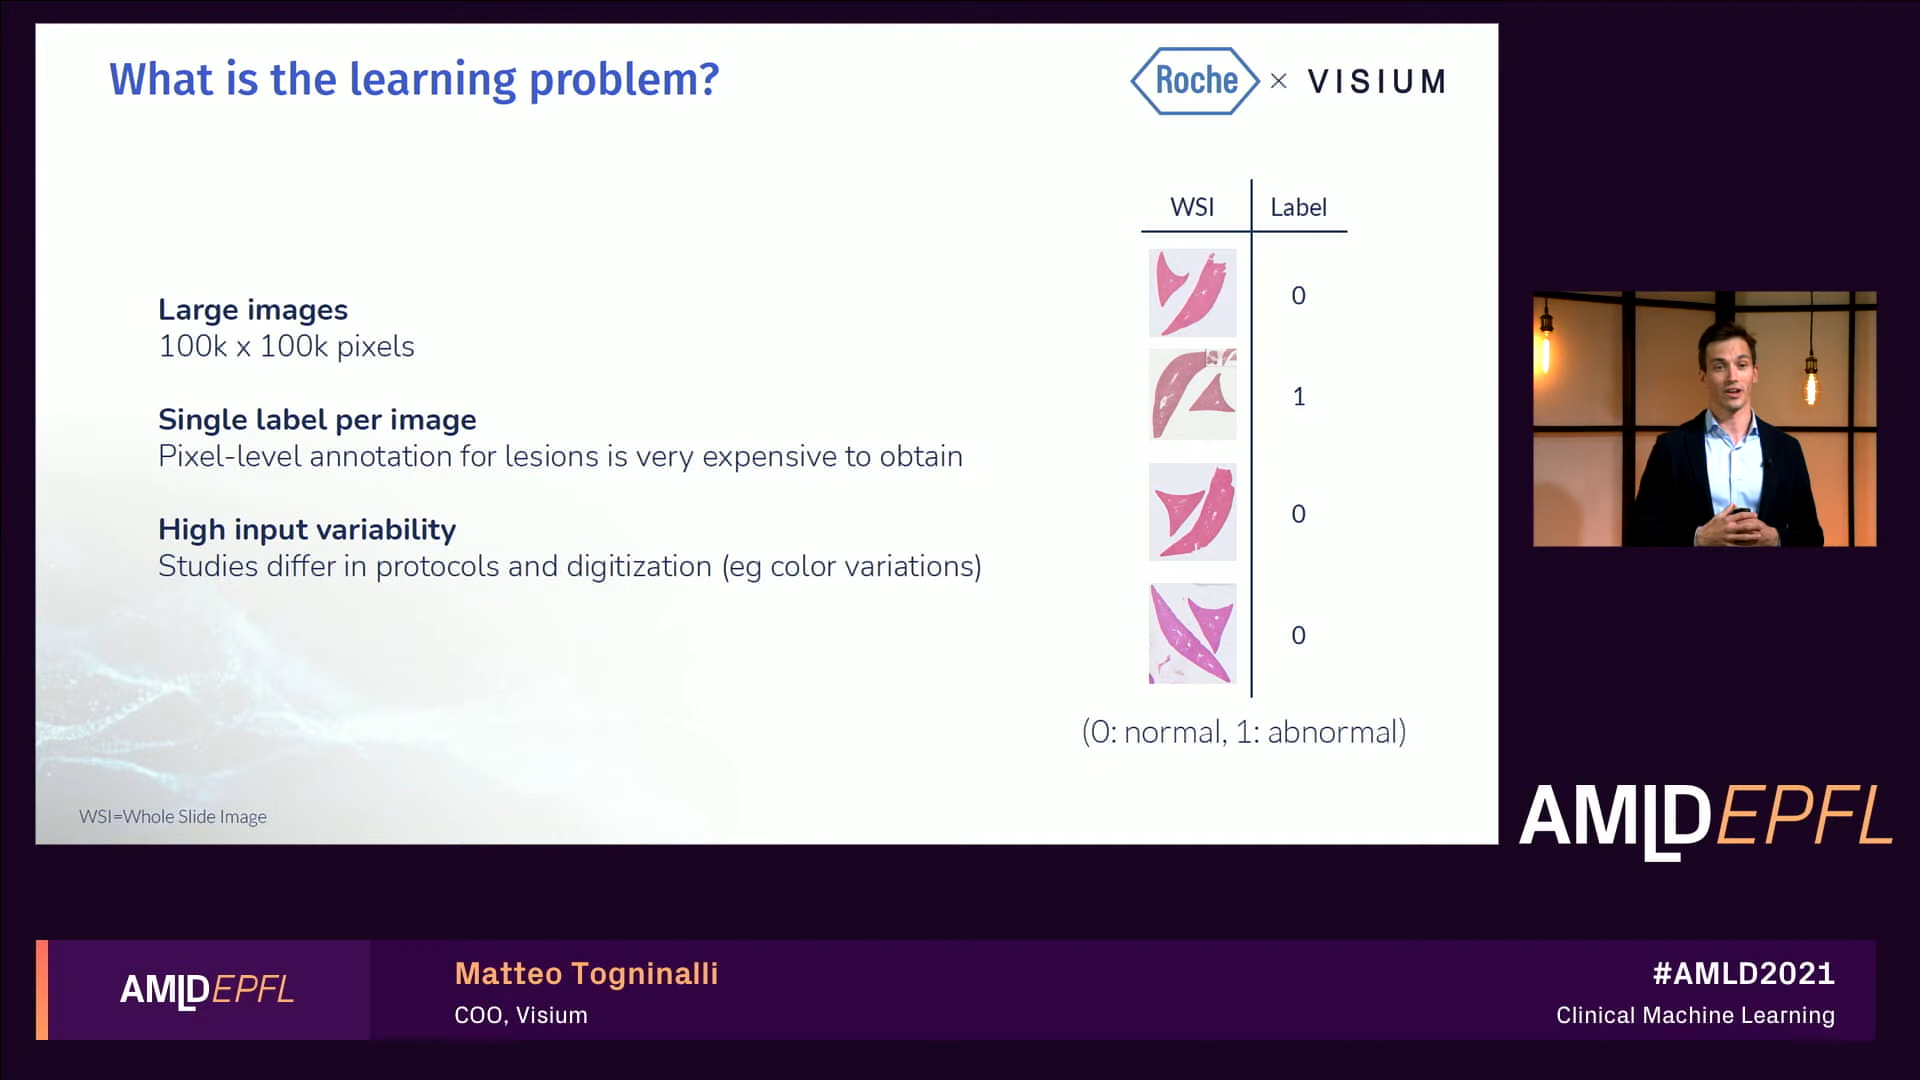 What is the learning problem?
Roche × VISIUM
WSI Label
Large images
100k x 100k pixels
Single label per image
Pixel-level annotation for lesions is very expensive to obtain
High input variability
Studies differ in protocols and digitization (eg color variations)
0
1
0
0
(0: normal, 1: abnormal)
WSI=Whole Slide Image
AMLDEPFL
AMLDEPFL
Matteo Togninalli
COO, Visium
#AMLD2021
Clinical Machine Learning